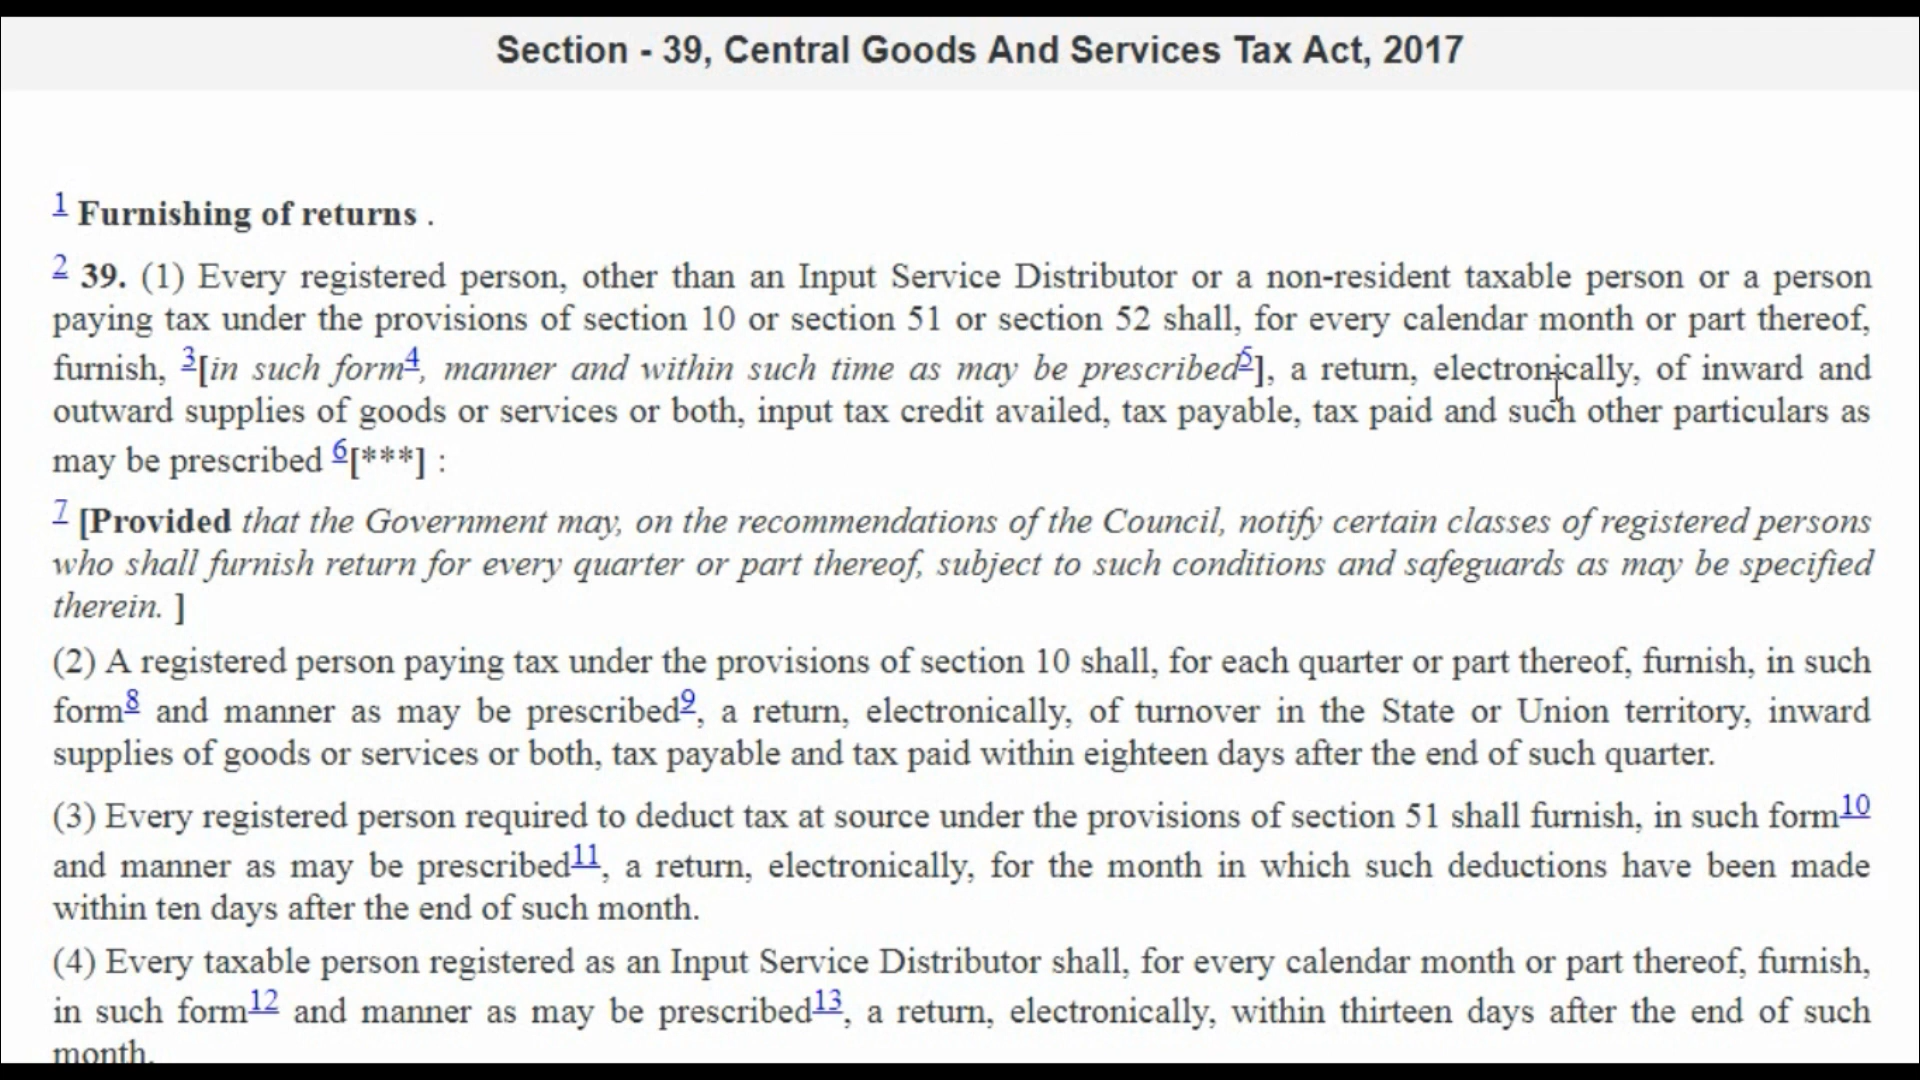 Section - 39, Central Goods And Services Tax Act, 2017
1 Furnishing of returns .
2 39. (1) Every registered person, other than an Input Service Distributor or a non-resident taxable person or a person
paying tax under the provisions of section 10 or section 51 or section 52 shall, for every calendar month or part thereof,
furnish, 3[in such form4, manner and within such time as may be prescribed5], a return, electronically, of inward and
outward supplies of goods or services or both, input tax credit availed, tax payable, tax paid and such other particulars as
may be prescribed 6[***] :
7 [Provided that the Government may, on the recommendations of the Council, notify certain classes of registered persons
who shall furnish return for every quarter or part thereof, subject to such conditions and safeguards as may be specified
therein. ]
(2) A registered person paying tax under the provisions of section 10 shall, for each quarter or part thereof, furnish, in such
form8 and manner as may be prescribed9, a return, electronically, of turnover in the State or Union territory, inward
supplies of goods or services or both, tax payable and tax paid within eighteen days after the end of such quarter.
(3) Every registered person required to deduct tax at source under the provisions of section 51 shall furnish, in such form10
and manner as may be prescribed11, a return, electronically, for the month in which such deductions have been made
within ten days after the end of such month.
(4) Every taxable person registered as an Input Service Distributor shall, for every calendar month or part thereof, furnish,
in such form12 and manner as may be prescribed13, a return, electronically, within thirteen days after the end of such
month.